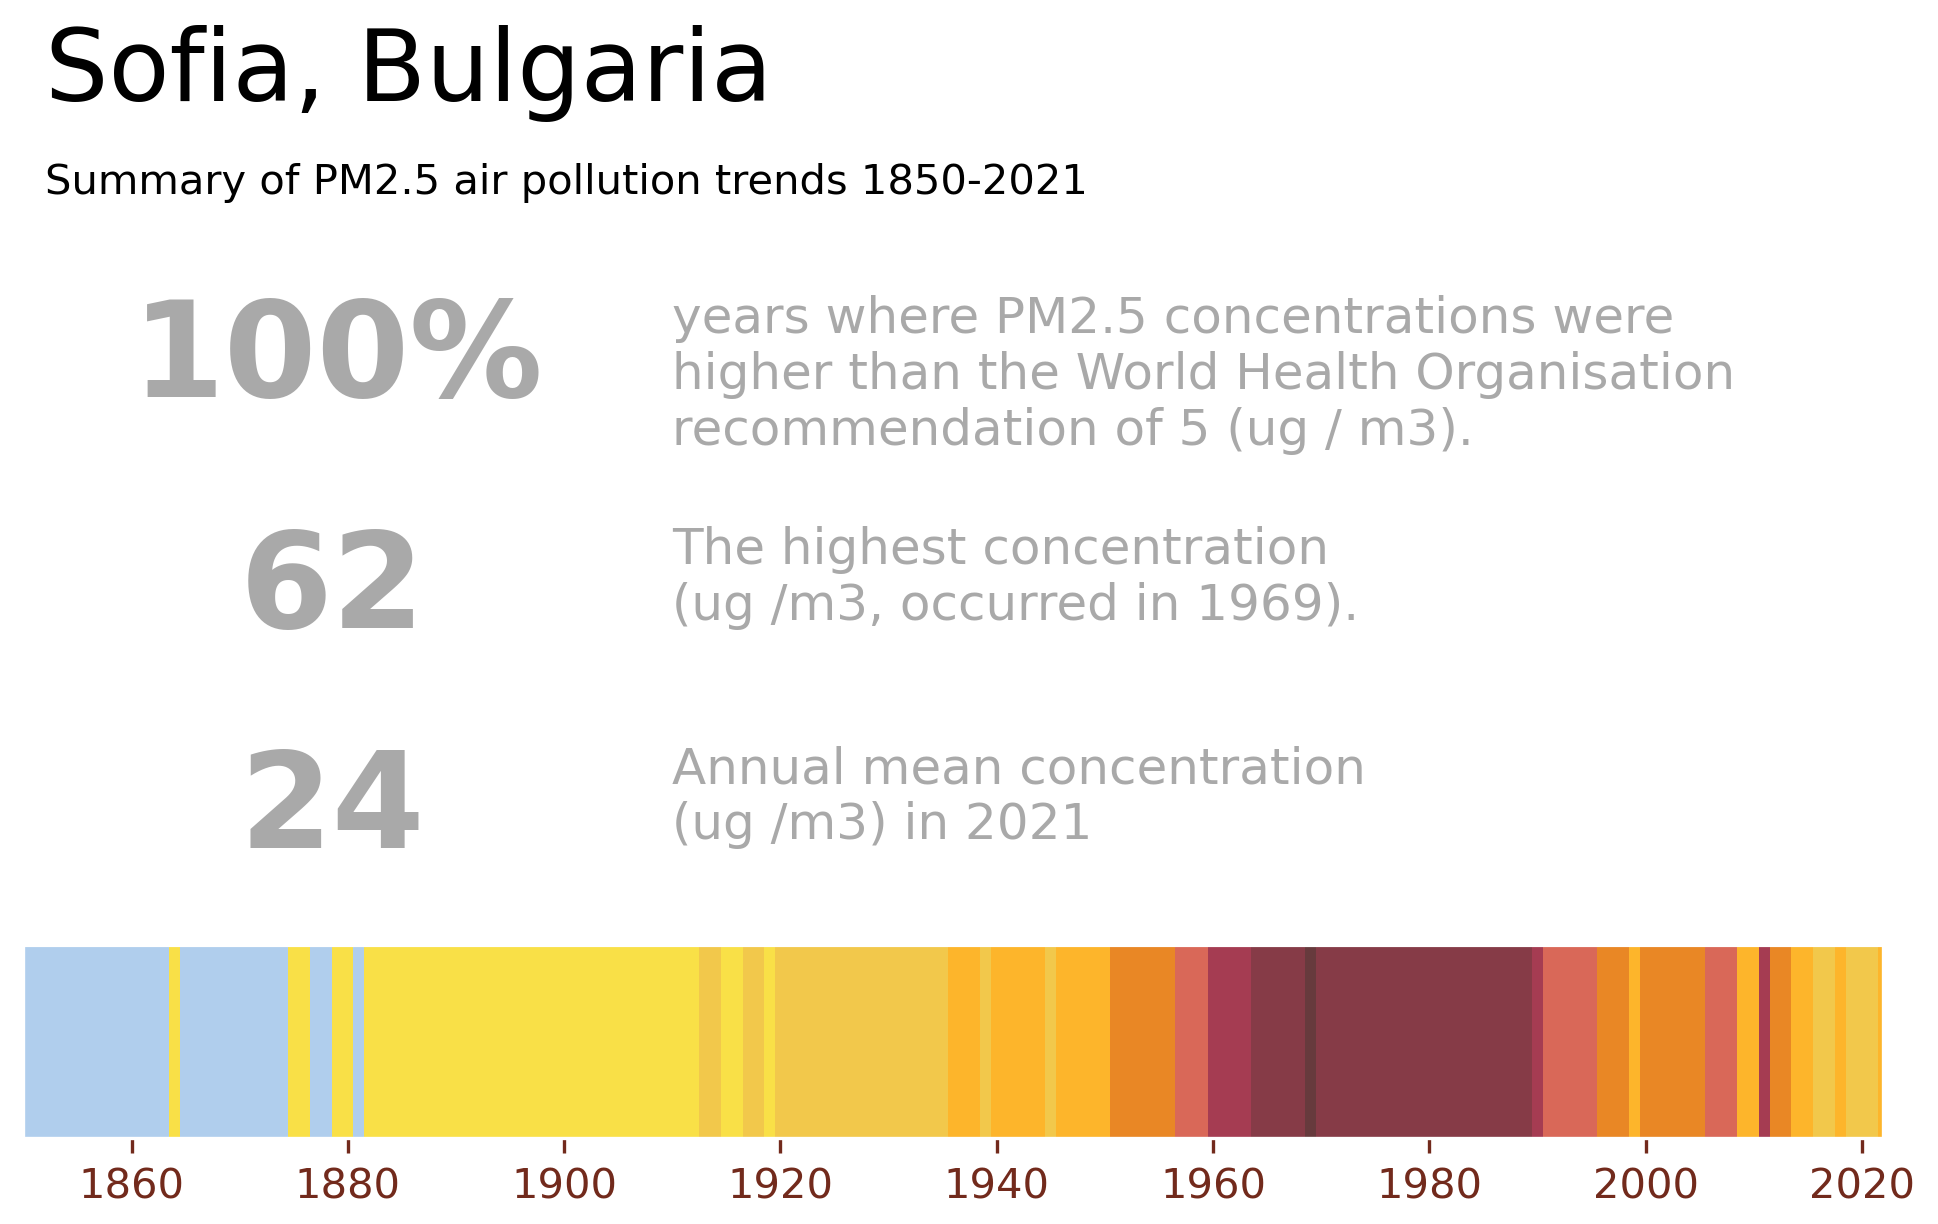 Sofia, Bulgaria
Summary of PM2.5 air pollution trends 1850-2021
100%
years where PM2.5 concentrations were
higher than the World Health Organisation
recommendation of 5 (ug / m3).
62
The highest concentration
(ug /m3, occurred in 1969).
24
Annual mean concentration
(ug /m3) in 2021
1860 1880 1900 1920 1940 1960 1980 2000 2020